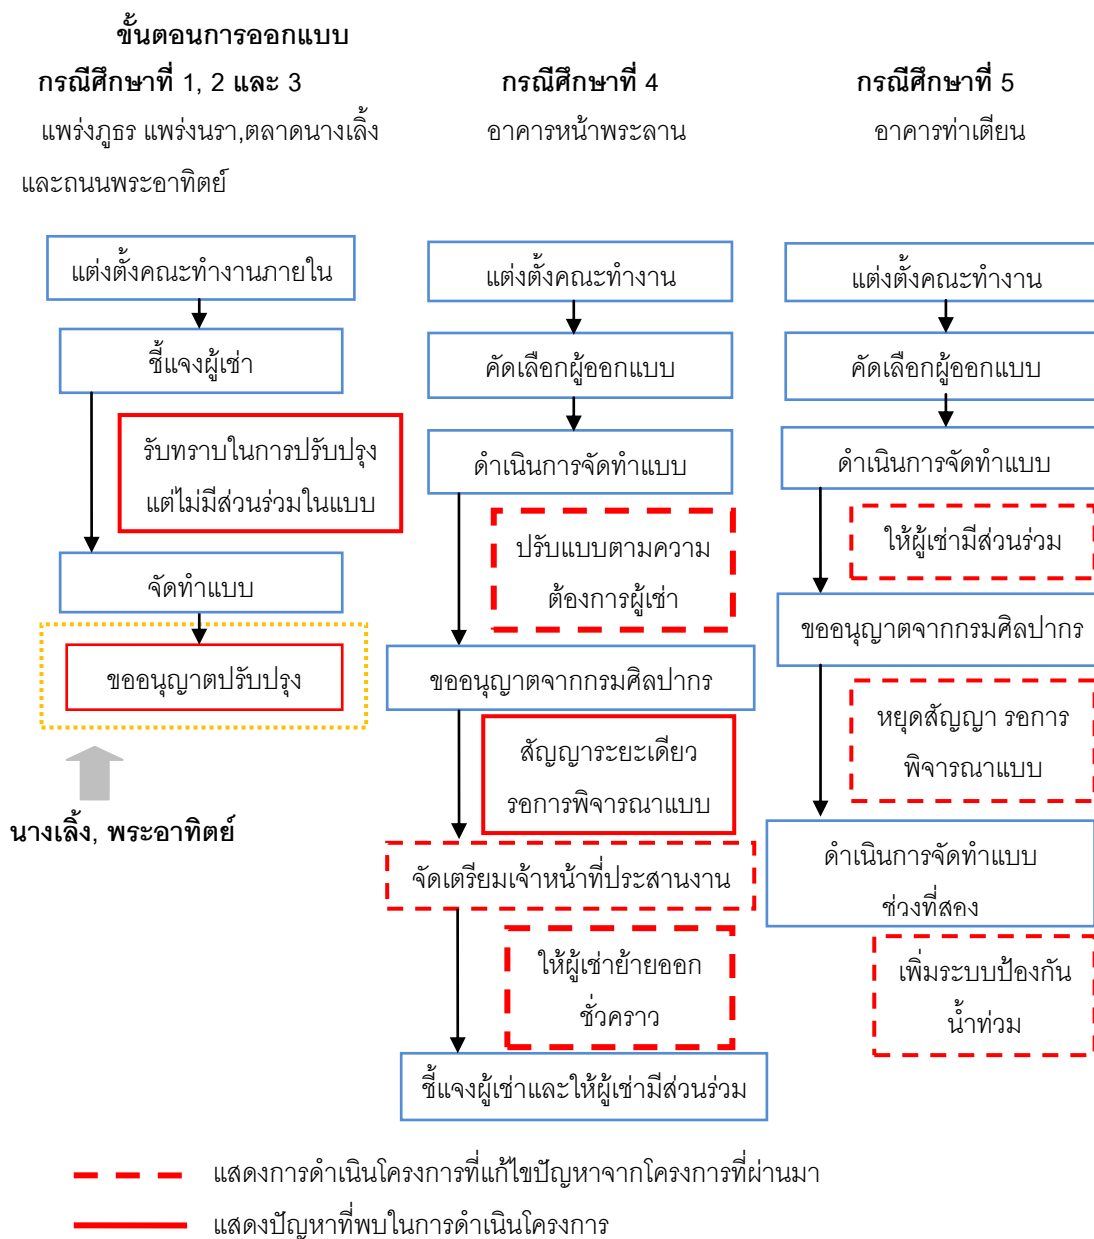 ขั้นตอนการออกแบบ
กรณีศึกษาที่ 1, 2 และ 3
แพร่งภูธร แพร่งนรา,ตลาดนางเลิ้ง
และถนนพระอาทิตย์
แต่งตั้งคณะทำงานภายใน
ชี้แจงผู้เช่า
รับทราบในการปรับปรุง
แต่ไม่มีส่วนร่วมในแบบ
จัดทำแบบ
ขออนุญาตปรับปรุง
นางเลิ้ง, พระอาทิตย์
กรณีศึกษาที่ 4
อาคารหน้าพระลาน
แต่งตั้งคณะทำงาน
คัดเลือกผู้ออกแบบ
ดำเนินการจัดทำแบบ
ปรับแบบตามความ
ต้องการผู้เช่า
ขออนุญาตจากกรมศิลปากร
สัญญาระยะเดียว
รอการพิจารณาแบบ
จัดเตรียมเจ้าหน้าที่ประสานงาน
ให้ผู้เช่าย้ายออก
ชั่วคราว
ชี้แจงผู้เช่าและให้ผู้เช่ามีส่วนร่วม
กรณีศึกษาที่ 5
อาคารท่าเตียน
แต่งตั้งคณะทำงาน
คัดเลือกผู้ออกแบบ
ดำเนินการจัดทำแบบ
ให้ผู้เช่ามีส่วนร่วม
ขออนุญาตจากกรมศิลปากร
หยุดสัญญา รอการ
พิจารณาแบบ
ดำเนินการจัดทำแบบ
ช่วงที่สอง
เพิ่มระบบป้องกัน
น้ำท่วม
แสดงการดำเนินโครงการที่แก้ไขปัญหาจากโครงการที่ผ่านมา
แสดงปัญหาที่พบในการดำเนินโครงการ